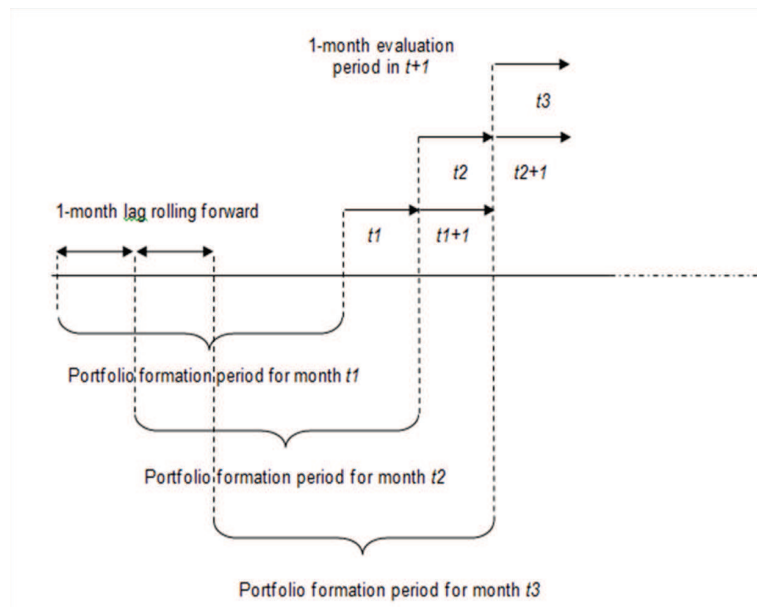 1-month evaluation
period in t+1
t3
t2
t2+1
1-month lag rolling forward
t1
t1+1
Portfolio formation period for month t1
Portfolio formation period for month t2
Portfolio formation period for month t3